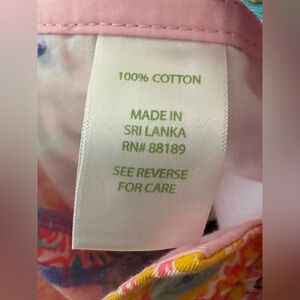 100% COTTON
MADE IN
SRI LANKA
RN# 88189
SEE REVERSE
FOR CARE